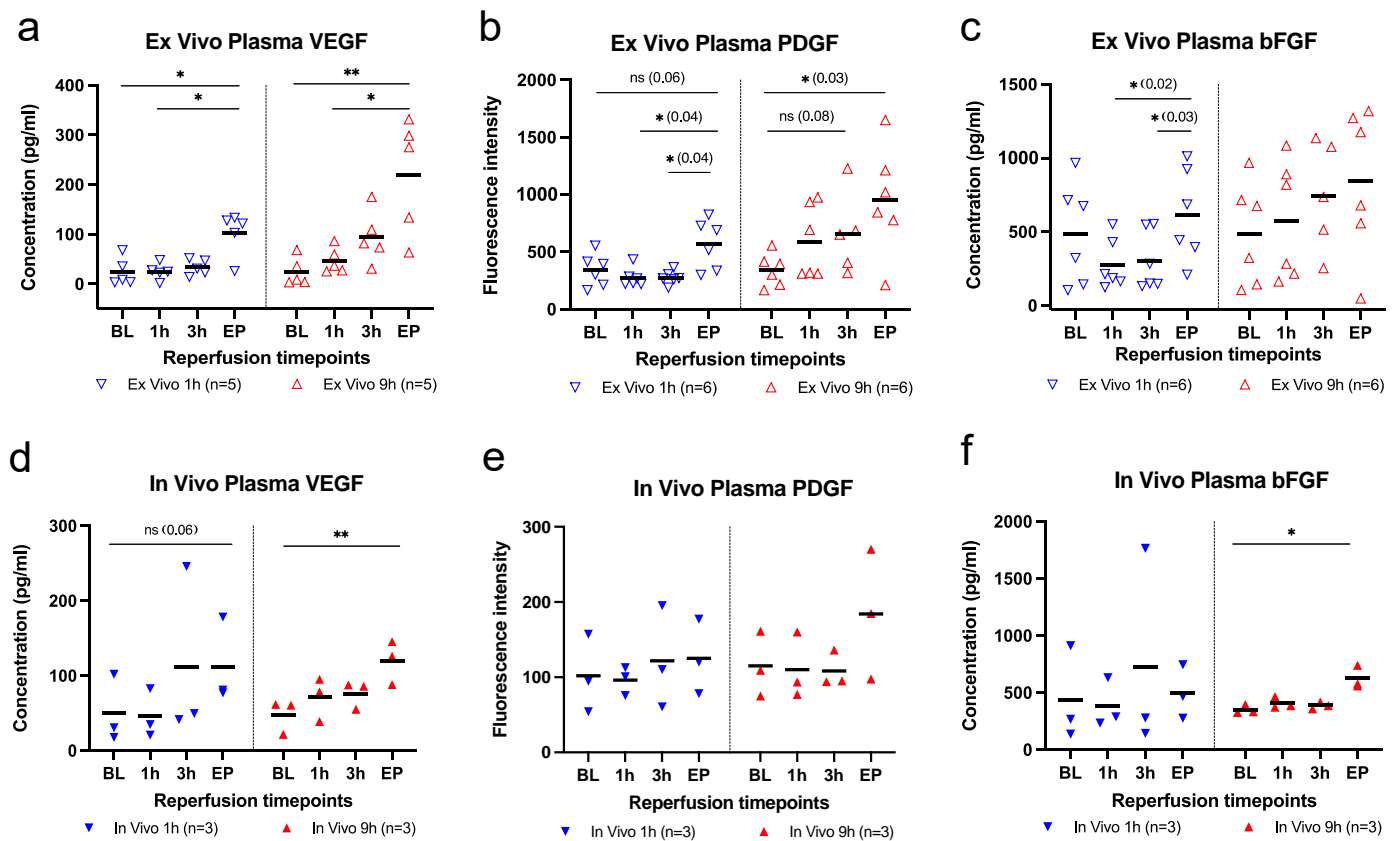 a
Ex Vivo Plasma VEGF
* **
* *
Concentration (pg/ml)
400
300
200
100
0
BL 1h 3h EP BL 1h 3h EP
Reperfusion timepoints
Ex Vivo 1h (n=5) Ex Vivo 9h (n=5)
b
Ex Vivo Plasma PDGF
ns (0.06) * (0.03)
* (0.04) ns (0.08)
* (0.04)
Fluorescence intensity
2000
1500
1000
500
0
BL 1h 3h EP BL 1h 3h EP
Reperfusion timepoints
Ex Vivo 1h (n=6) Ex Vivo 9h (n=6)
c
Ex Vivo Plasma bFGF
* (0.02)
* (0.03)
Concentration (pg/ml)
1500
1000
500
0
BL 1h 3h EP BL 1h 3h EP
Reperfusion timepoints
Ex Vivo 1h (n=6) Ex Vivo 9h (n=6)
d
In Vivo Plasma VEGF
ns (0.06) **
Concentration (pg/ml)
300
200
100
0
BL 1h 3h EP BL 1h 3h EP
Reperfusion timepoints
In Vivo 1h (n=3) In Vivo 9h (n=3)
e
In Vivo Plasma PDGF
Fluorescence intensity
300
200
100
0
BL 1h 3h EP BL 1h 3h EP
Reperfusion timepoints
In Vivo 1h (n=3) In Vivo 9h (n=3)
f
In Vivo Plasma bFGF
*
Concentration (pg/ml)
2000
1500
1000
500
0
BL 1h 3h EP BL 1h 3h EP
Reperfusion timepoints
In Vivo 1h (n=3) In Vivo 9h (n=3)